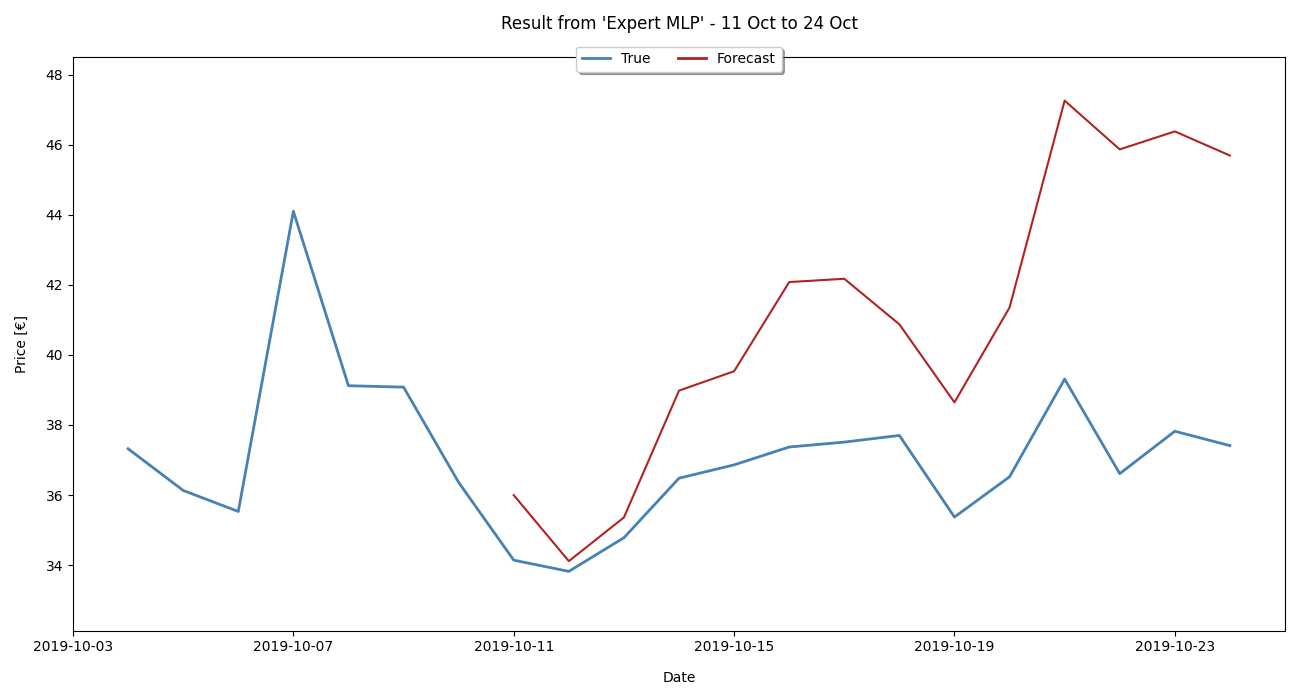 Result from 'Expert MLP' - 11 Oct to 24 Oct
True Forecast
48
46
44
42
40
38
36
34
Price [€]
2019-10-03 2019-10-07 2019-10-11 2019-10-15 2019-10-19 2019-10-23
Date